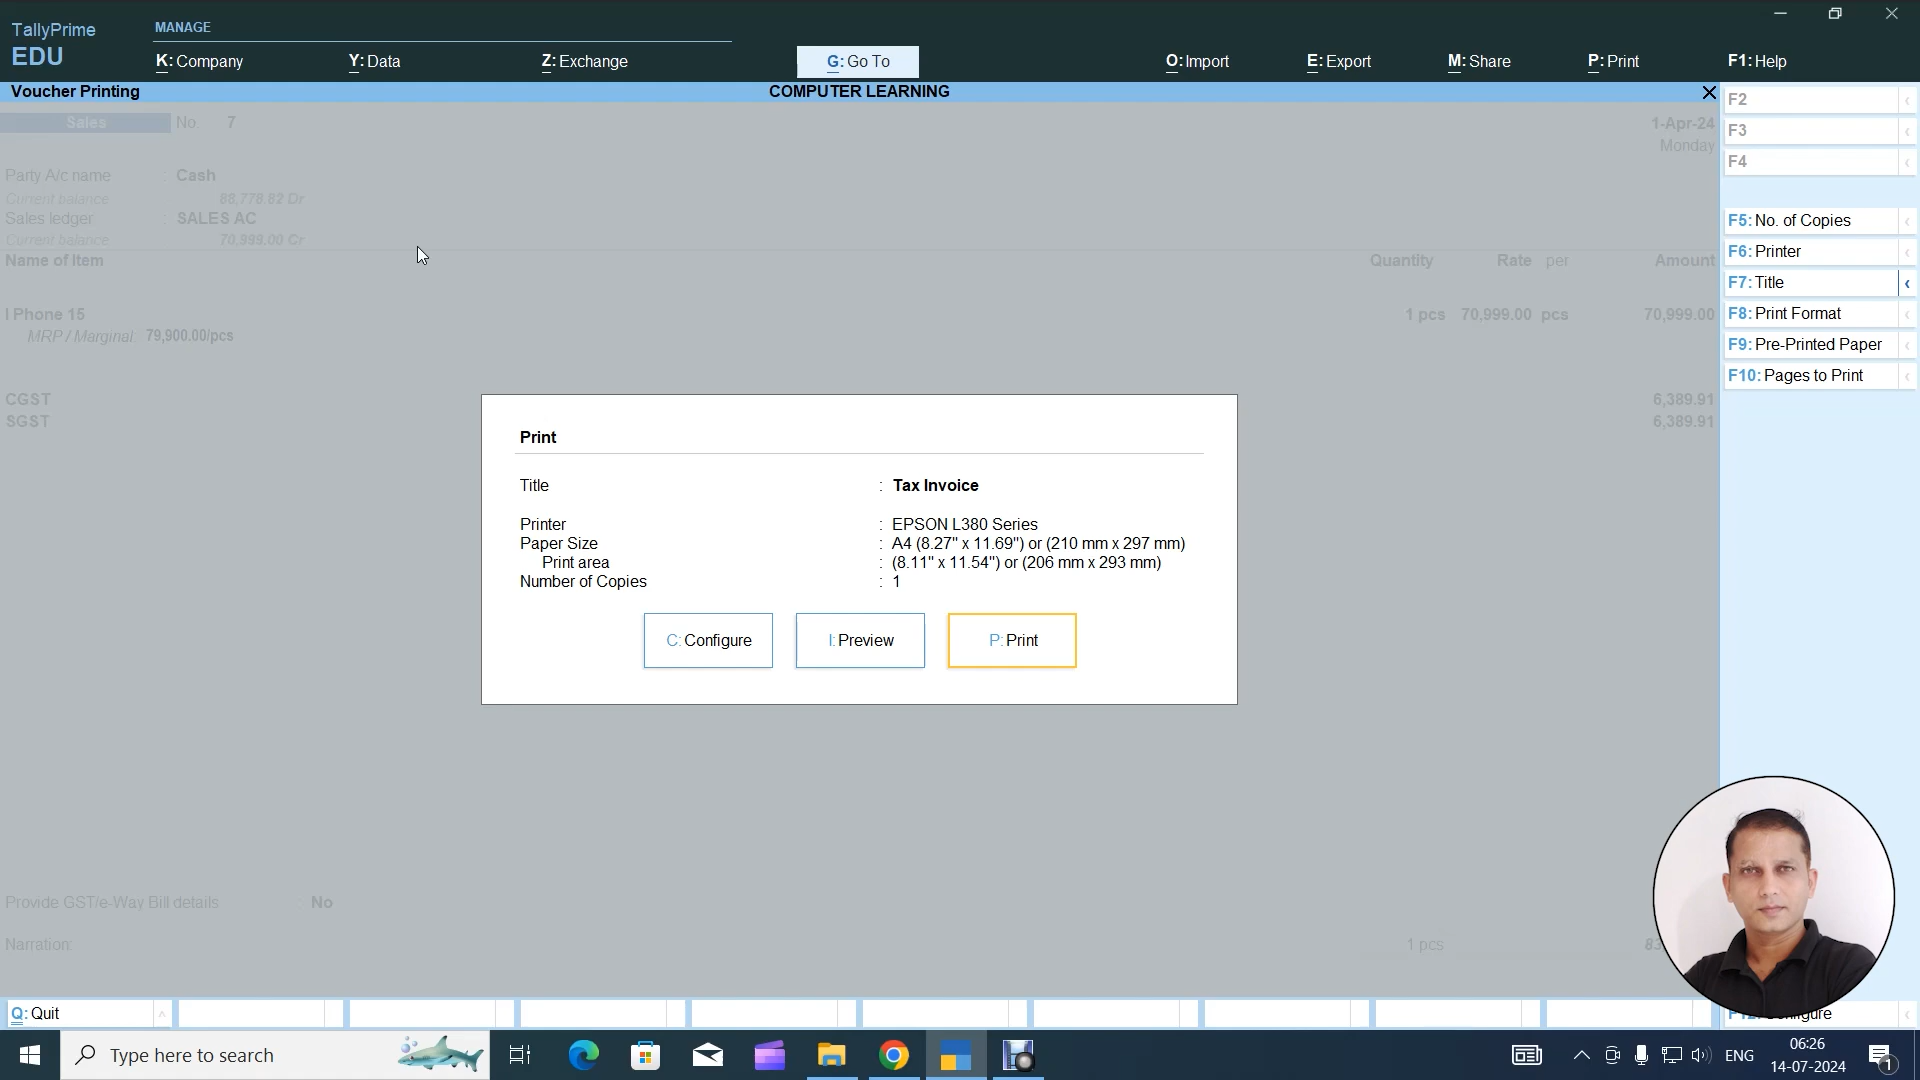 TallyPrime
EDU
MANAGE
K: Company Y: Data Z: Exchange G: Go To O: Import E: Export M: Share P: Print F1: Help
Voucher Printing COMPUTER LEARNING
Sales No. 7 1-Apr-24
Monday
Party A/c name : Cash
Current balance 88,778.82 Dr
Sales ledger : SALES AC
Current balance 70,999.00 Cr
Name of Item Quantity Rate per Amount
I Phone 15 1 pcs 70,999.00 pcs 70,999.00
MRP / Marginal 79,900.00/pcs
CGST 6,389.91
SGST 6,389.91
Print
Title : Tax Invoice
Printer : EPSON L380 Series
Paper Size : A4 (8.27" x 11.69") or (210 mm x 297 mm)
Print area : (8.11" x 11.54") or (206 mm x 293 mm)
Number of Copies : 1
C: Configure I: Preview P: Print
Provide GST/e-Way Bill details : No
Narration: 1 pcs
F2
F3
F4
F5: No. of Copies
F6: Printer
F7: Title
F8: Print Format
F9: Pre-Printed Paper
F10: Pages to Print
Q: Quit
Type here to search
ENG
06:26
14-07-2024
1